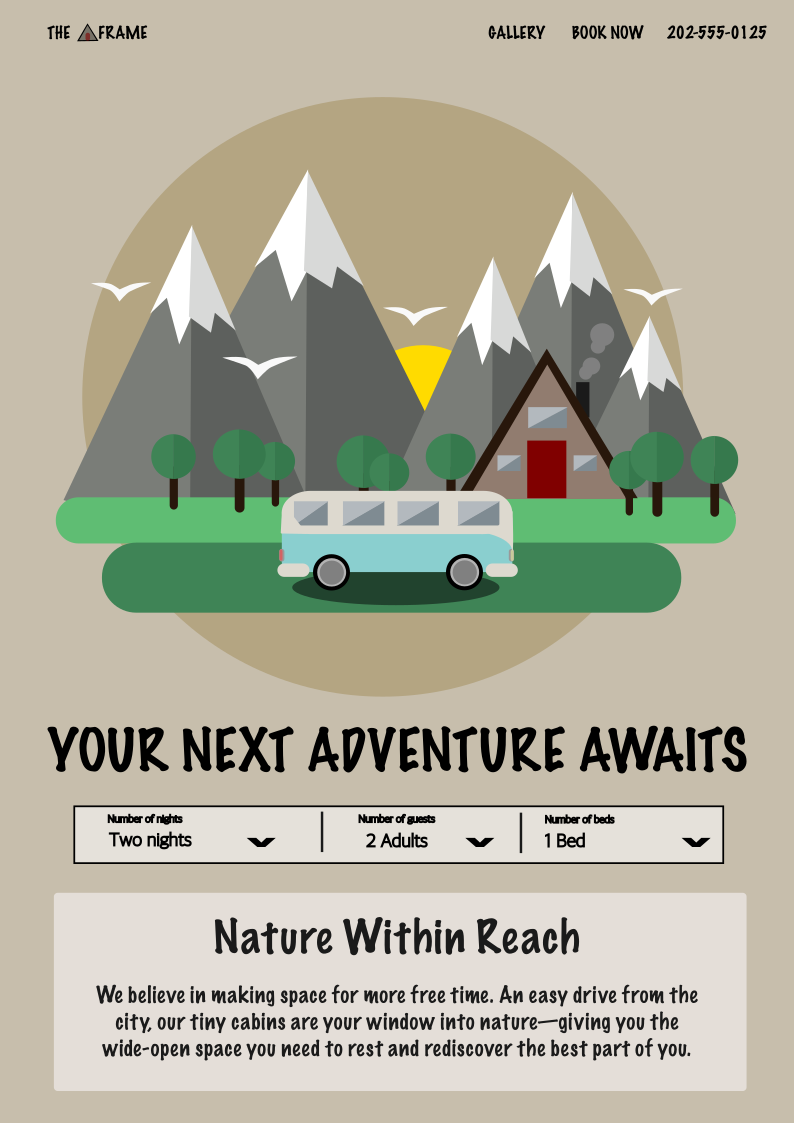 THE FRAME
GALLERY BOOK NOW 202-555-0125
YOUR NEXT ADVENTURE AWAITS
Number of nights
Two nights
Number of guests
2 Adults
Number of beds
1 Bed
Nature Within Reach
We believe in making space for more free time. An easy drive from the
city, our tiny cabins are your window into nature—giving you the
wide-open space you need to rest and rediscover the best part of you.